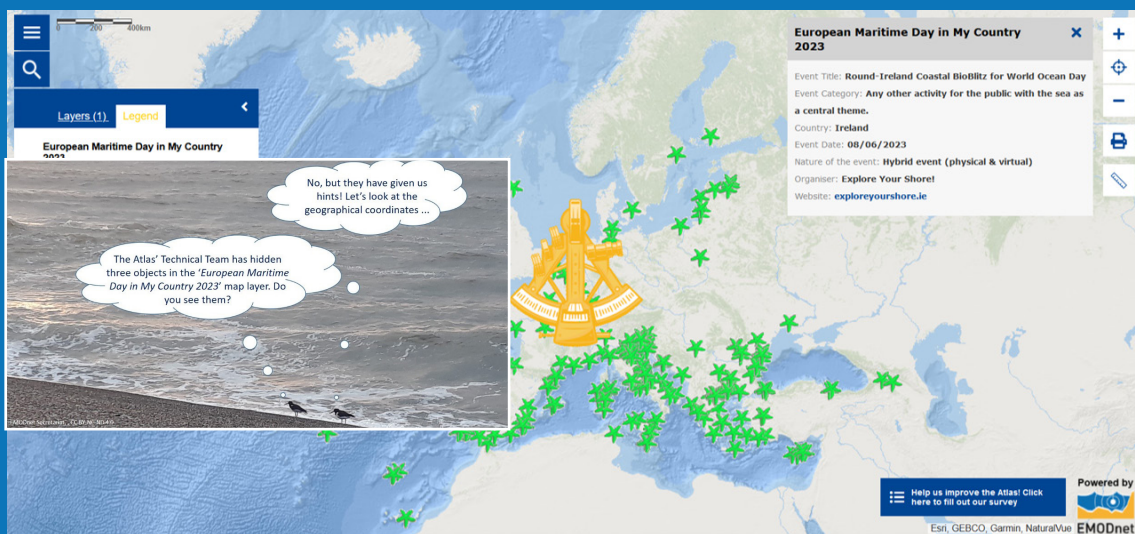 0 200 400km
Layers (1) Legend
European Maritime Day in My Country
2023
No, but they have given us
hints! Let's look at the
geographical coordinates ...
The Atlas' Technical Team has hidden
three objects in the 'European Maritime
Day in My Country 2023' map layer. Do
you see them?
European Maritime Day in My Country
2023
Event Title: Round-Ireland Coastal BioBlitz for World Ocean Day
Event Category: Any other activity for the public with the sea as
a central theme.
Country: Ireland
Event Date: 08/06/2023
Nature of the event: Hybrid event (physical & virtual)
Organiser: Explore Your Shore!
Website: exploreyourshore.ie
Help us improve the Atlas! Click
here to fill out our survey
Powered by
EMODnet
Esri, GEBCO, Garmin, NaturalVue